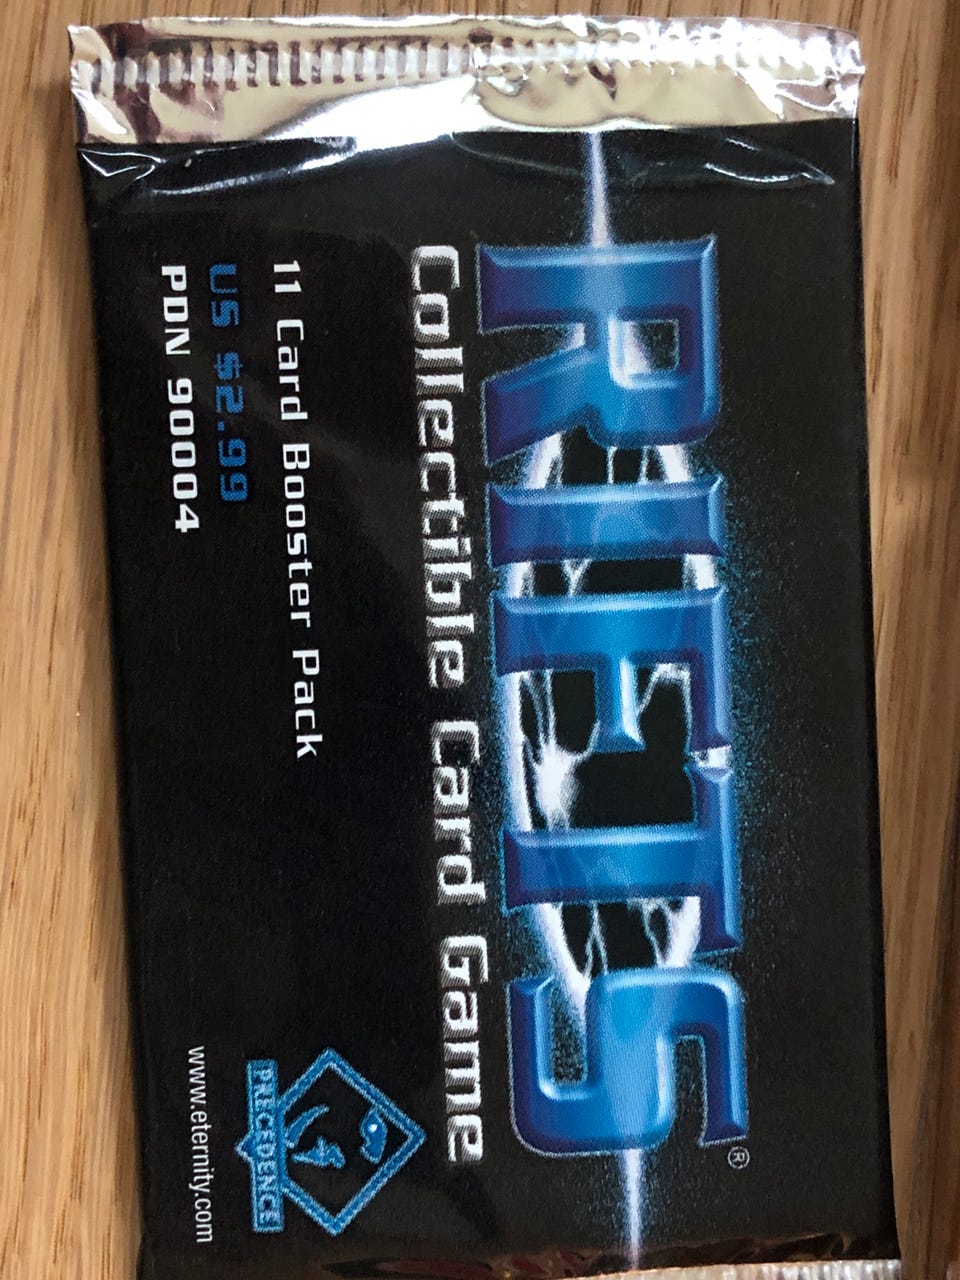 RIFTS®
Collectible Card Game
11 Card Booster Pack
US $2.99
PDN 90004
PRECEDENCE
www.eternity.com